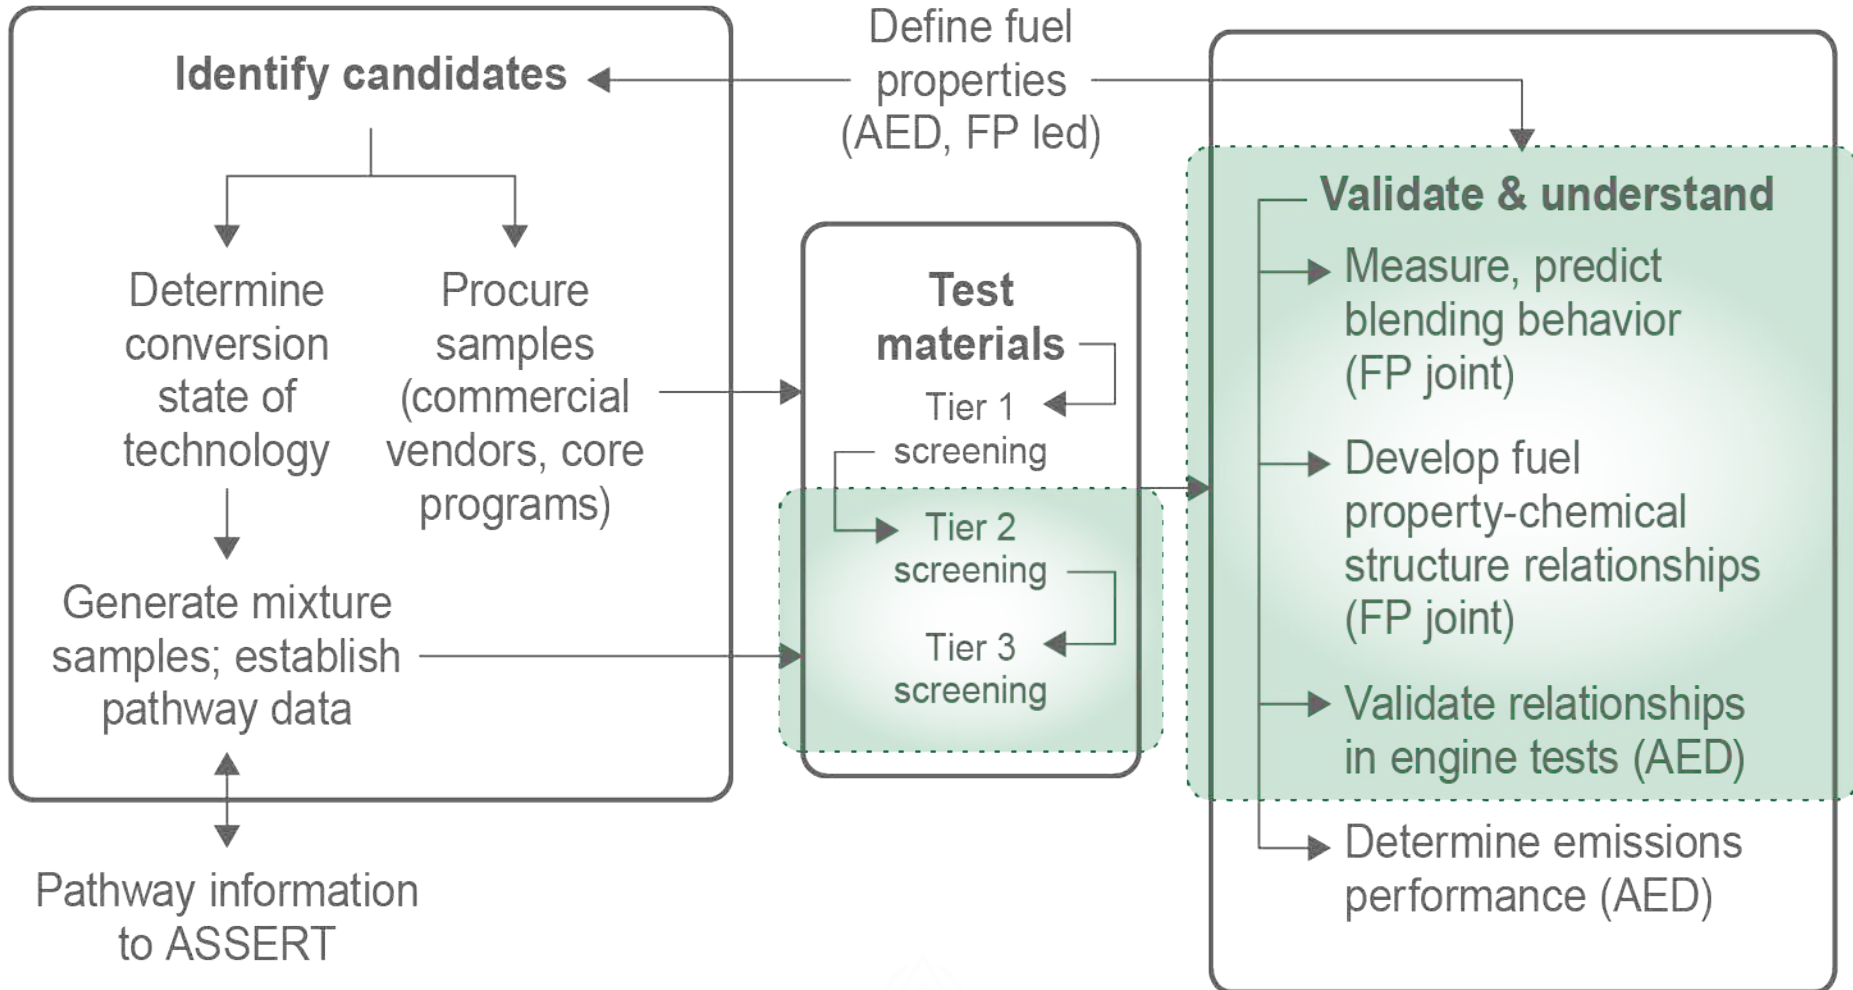 Define fuel
properties
(AED, FP led)
Identify candidates
Determine
conversion
state of
technology
Procure
samples
(commercial
vendors, core
programs)
Generate mixture
samples; establish
pathway data
Pathway information
to ASSERT
Test
materials
Tier 1
screening
Tier 2
screening
Tier 3
screening
Validate & understand
Measure, predict
blending behavior
(FP joint)
Develop fuel
property-chemical
structure relationships
(FP joint)
Validate relationships
in engine tests (AED)
Determine emissions
performance (AED)